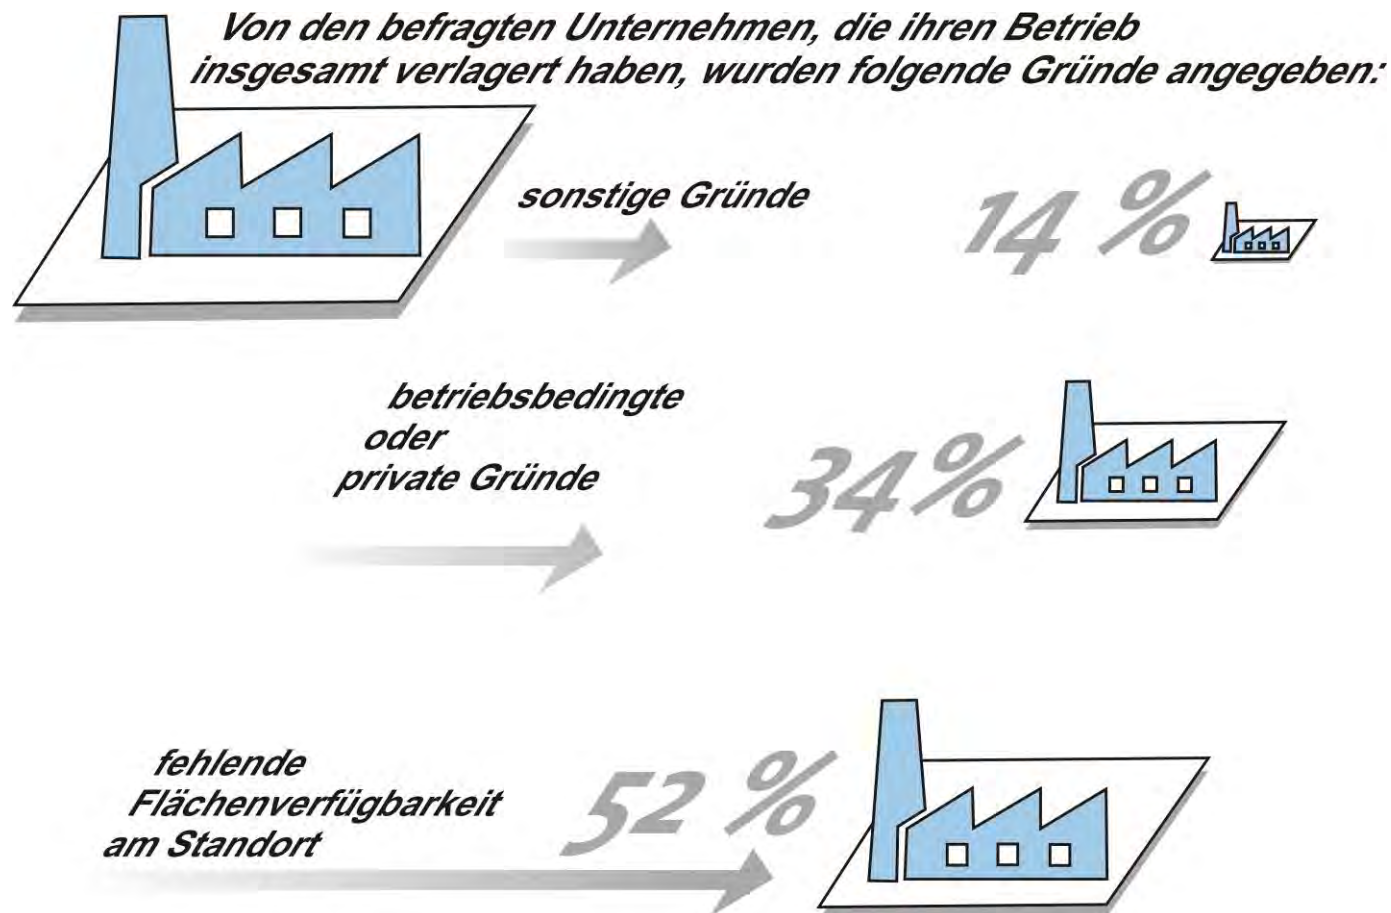 Von den befragten Unternehmen, die ihren Betrieb
insgesamt verlagert haben, wurden folgende Gründe angegeben:
sonstige Gründe
14 %
betriebsbedingte
oder
private Gründe
34%
fehlende
Flächenverfügbarkeit
am Standort
52 %